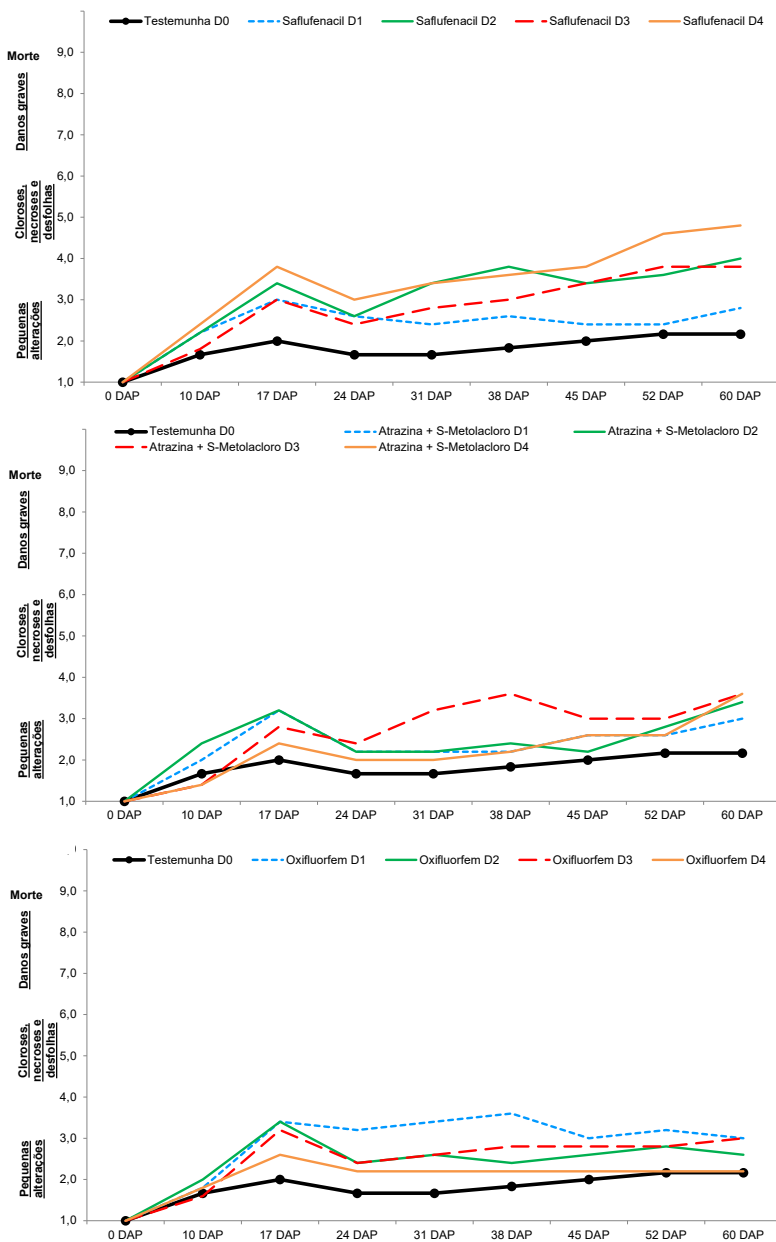 Testemunha D0 Saflufenacil D1 Saflufenacil D2 Saflufenacil D3 Saflufenacil D4
Morte
Danos graves
Cloroses, necroses e desfolhas
Pequenas alterações
9,0
8,0
7,0
6,0
5,0
4,0
3,0
2,0
1,0
0 DAP 10 DAP 17 DAP 24 DAP 31 DAP 38 DAP 45 DAP 52 DAP 60 DAP
Testemunha D0 Atrazina + S-Metolacloro D1 Atrazina + S-Metolacloro D2
Atrazina + S-Metolacloro D3 Atrazina + S-Metolacloro D4
Morte
Danos graves
Cloroses, necroses e desfolhas
Pequenas alterações
9,0
8,0
7,0
6,0
5,0
4,0
3,0
2,0
1,0
0 DAP 10 DAP 17 DAP 24 DAP 31 DAP 38 DAP 45 DAP 52 DAP 60 DAP
Testemunha D0 Oxifluorfem D1 Oxifluorfem D2 Oxifluorfem D3 Oxifluorfem D4
Morte
Danos graves
Cloroses, necroses e desfolhas
Pequenas alterações
9,0
8,0
7,0
6,0
5,0
4,0
3,0
2,0
1,0
0 DAP 10 DAP 17 DAP 24 DAP 31 DAP 38 DAP 45 DAP 52 DAP 60 DAP